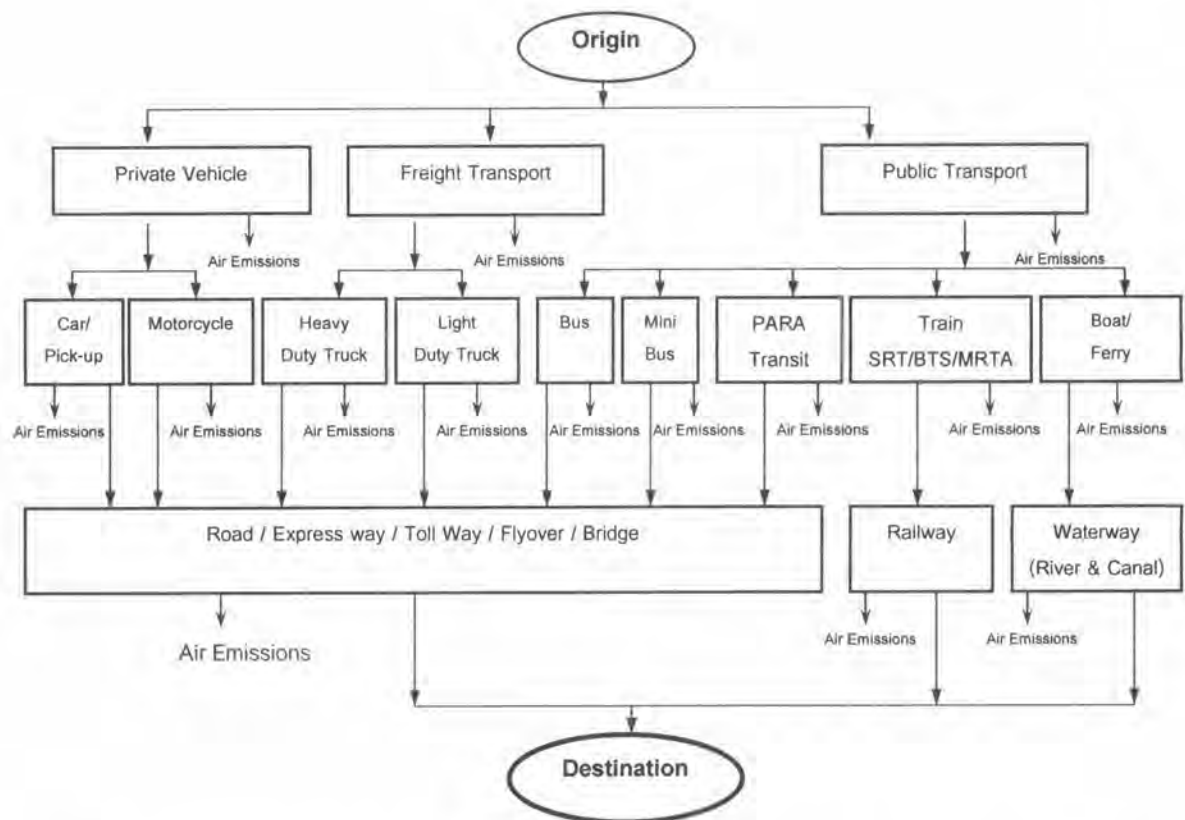 Origin
Private Vehicle
Freight Transport
Public Transport
Air Emissions
Air Emissions
Air Emissions
Car/
Pick-up
Motorcycle
Heavy
Duty Truck
Light
Duty Truck
Bus
Mini
Bus
PARA
Transit
Train
SRT/BTS/MRTA
Boat/
Ferry
Air Emissions
Air Emissions
Air Emissions
Air Emissions
Air Emissions
Air Emissions
Air Emissions
Air Emissions
Air Emissions
Road / Express way / Toll Way / Flyover / Bridge
Railway
Waterway
(River & Canal)
Air Emissions
Air Emissions
Air Emissions
Destination